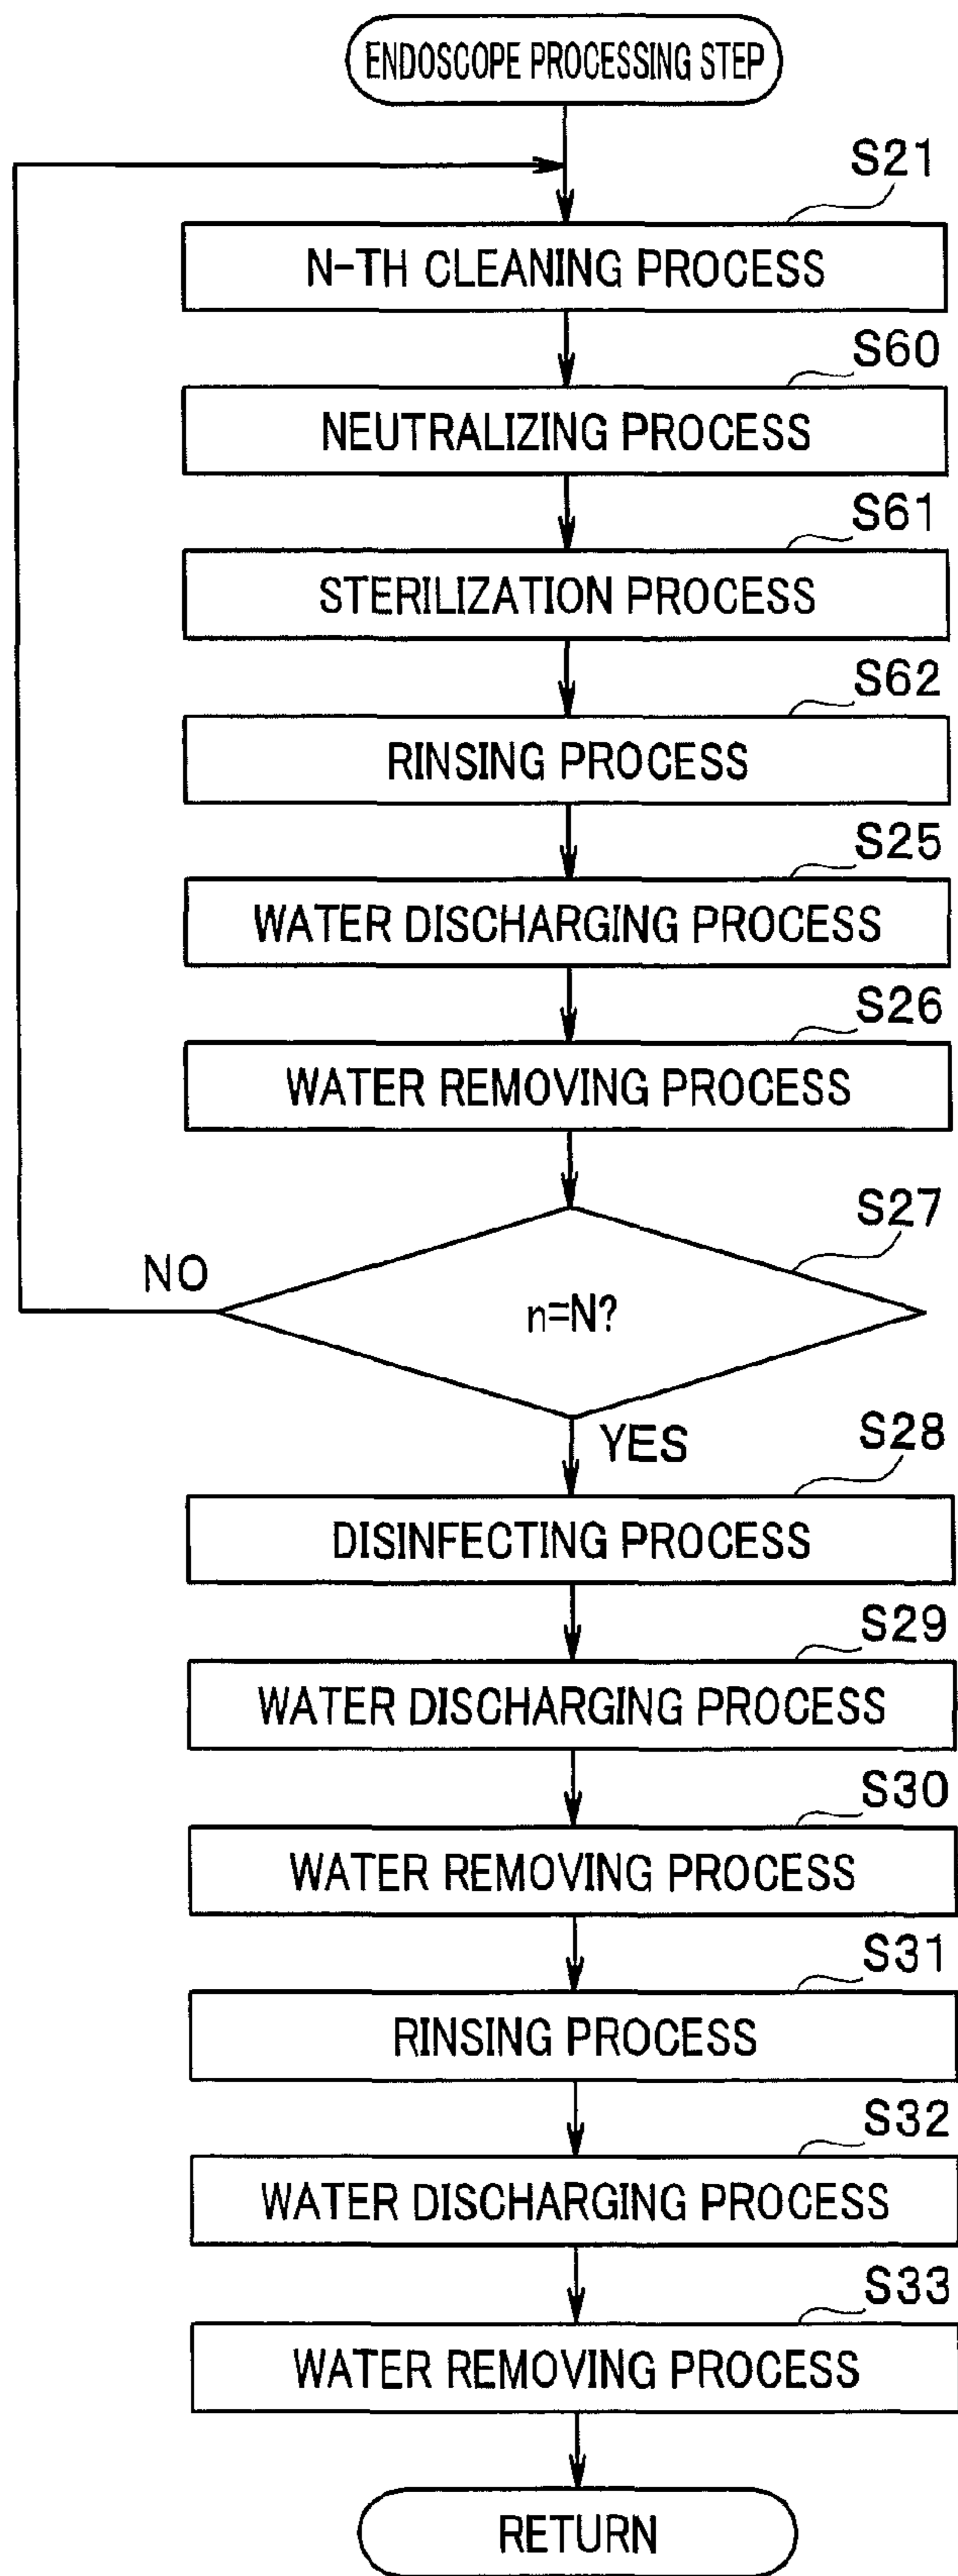 ENDOSCOPE PROCESSING STEP
S21
N-TH CLEANING PROCESS
S60
NEUTRALIZING PROCESS
S61
STERILIZATION PROCESS
S62
RINSING PROCESS
S25
WATER DISCHARGING PROCESS
S26
WATER REMOVING PROCESS
S27
NO
n=N?
YES
S28
DISINFECTING PROCESS
S29
WATER DISCHARGING PROCESS
S30
WATER REMOVING PROCESS
S31
RINSING PROCESS
S32
WATER DISCHARGING PROCESS
S33
WATER REMOVING PROCESS
RETURN